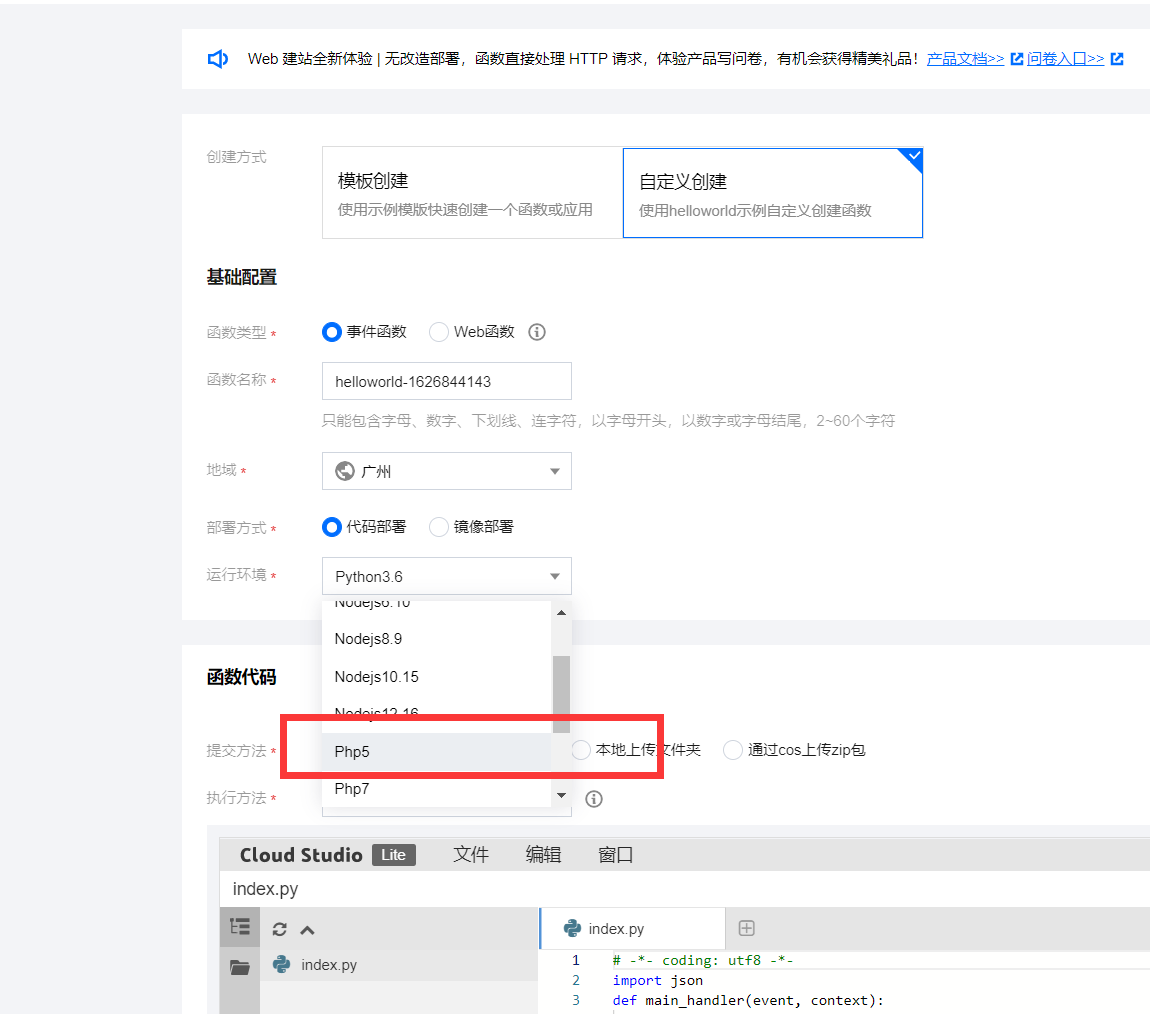 Web 建站全新体验 | 无改造部署，函数直接处理 HTTP 请求，体验产品写问卷，有机会获得精美礼品！产品文档>> 问卷入口>>
创建方式
模板创建
使用示例模版快速创建一个函数或应用
自定义创建
使用helloworld示例自定义创建函数
基础配置
函数类型 * 事件函数 Web函数
函数名称 * helloworld-1626844143
只能包含字母、数字、下划线、连字符，以字母开头，以数字或字母结尾，2~60个字符
地域 * 广州
部署方式 * 代码部署 镜像部署
运行环境 * Python3.6
Nodejs6.10
Nodejs8.9
函数代码 Nodejs10.15
Nodejs12.16
提交方法 * Php5 本地上传文件夹 通过cos上传zip包
执行方法 * Php7
Cloud Studio Lite 文件 编辑 窗口
index.py
index.py
index.py
1 # -*- coding: utf8 -*-
2 import json
3 def main_handler(event, context):